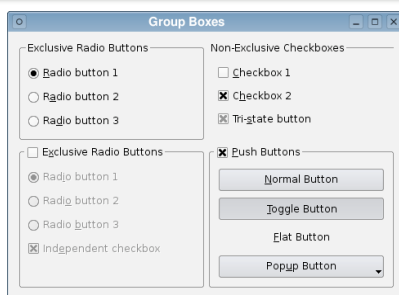 Group Boxes
Exclusive Radio Buttons
Radio button 1
Radio button 2
Radio button 3
Non-Exclusive Checkboxes
Checkbox 1
Checkbox 2
Tri-state button
Exclusive Radio Buttons
Radio button 1
Radio button 2
Radio button 3
Independent checkbox
Push Buttons
Normal Button
Toggle Button
Flat Button
Popup Button